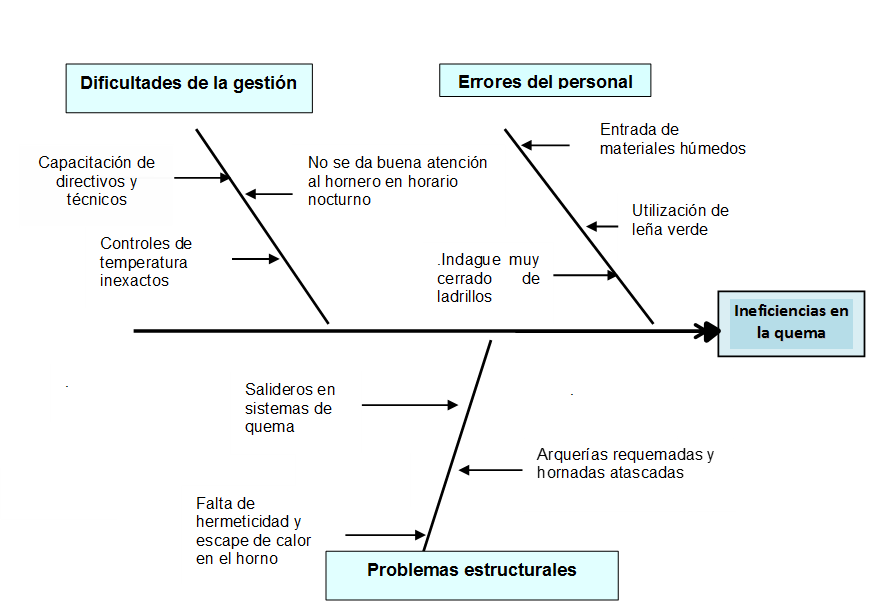 Dificultades de la gestión
Errores del personal
Capacitación de
directivos y
técnicos
No se da buena atención
al hornero en horario
nocturno
Controles de
temperatura
inexactos
Entrada de
materiales húmedos
Utilización de
leña verde
.Indague muy
cerrado de
ladrillos
Ineficiencias en
la quema
Salideros en
sistemas de
quema
Arquerías requemadas y
hornadas atascadas
Falta de
hermeticidad y
escape de calor
en el horno
Problemas estructurales